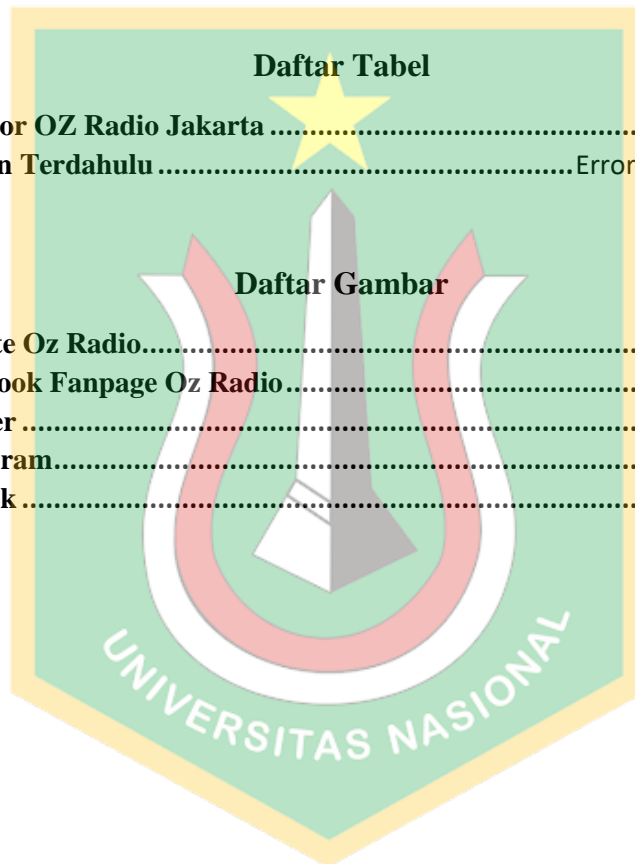 Daftar Tabel
or OZ Radio Jakarta ........................................................
n Terdahulu ........................................................ Error
Daftar Gambar
te Oz Radio........................................................
ook Fanpage Oz Radio........................................................
er ........................................................
ram........................................................
k ........................................................
UNIVERSITAS NASIONAL